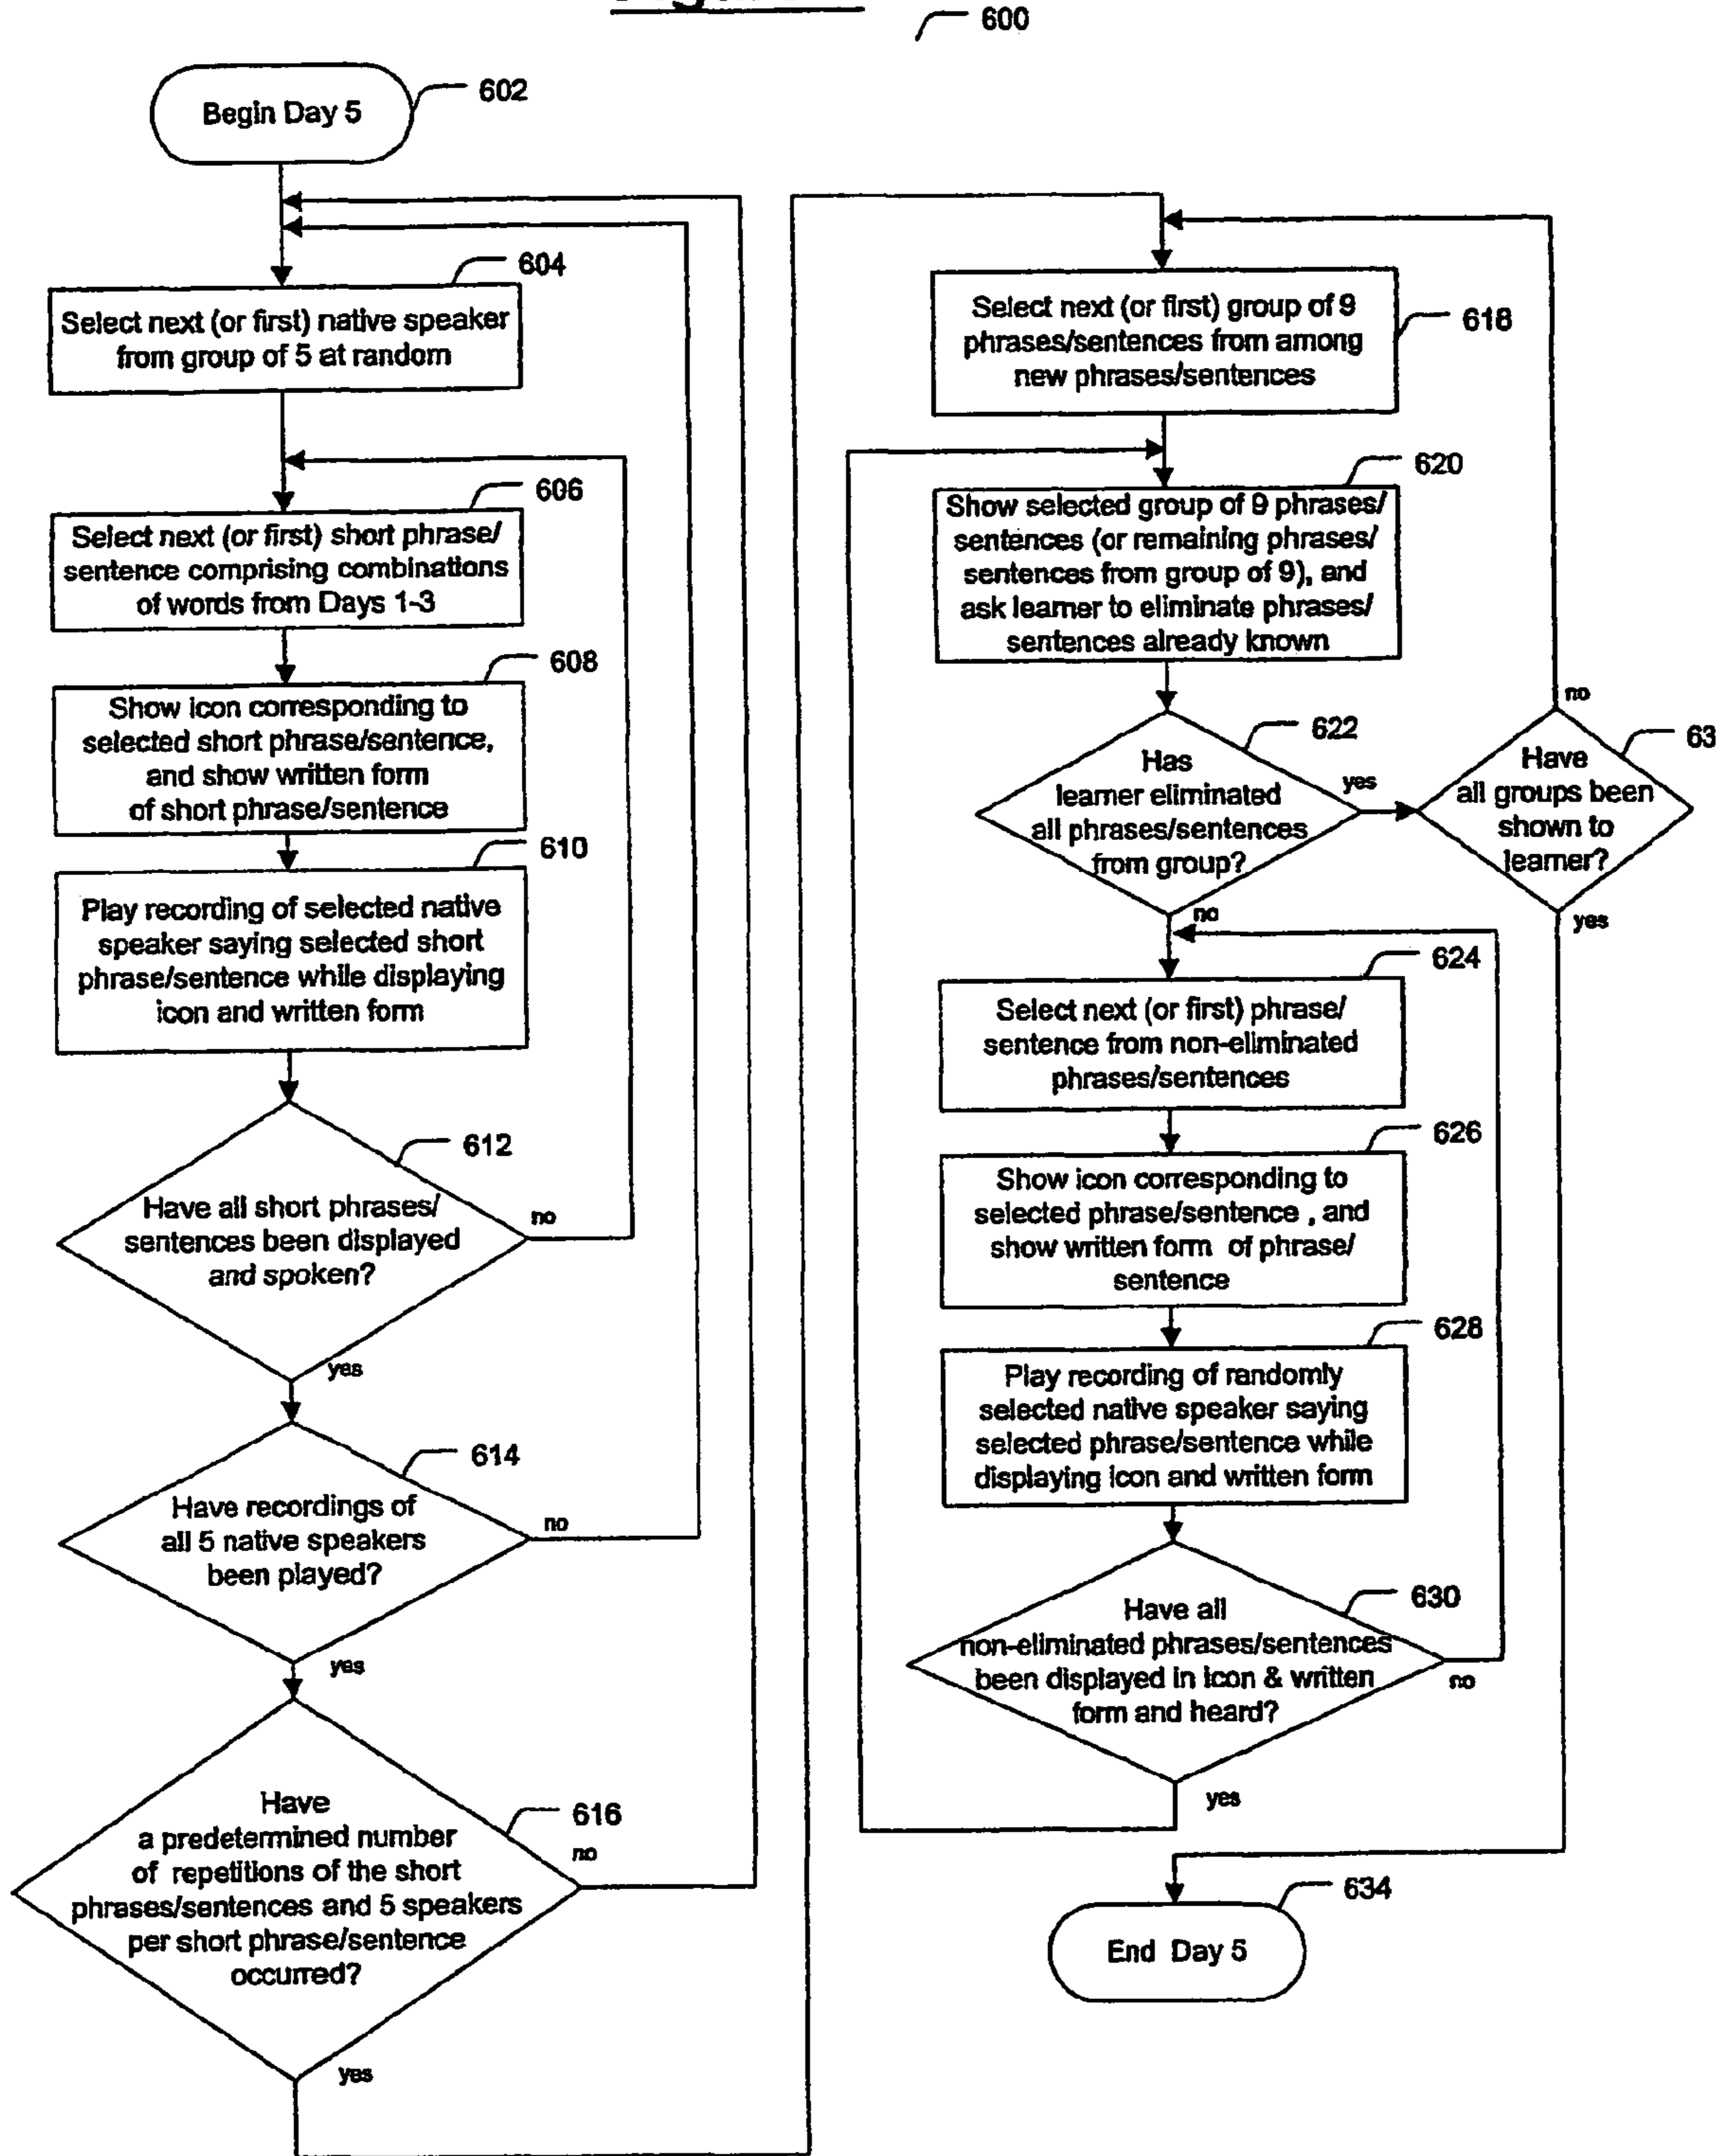 600
Begin Day 5
602
604
Select next (or first) native speaker
from group of 5 at random
606
Select next (or first) short phrase/
sentence comprising combinations
of words from Days 1-3
608
Show icon corresponding to
selected short phrase/sentence,
and show written form
of short phrase/sentence
610
Play recording of selected native
speaker saying selected short
phrase/sentence while displaying
icon and written form
612
Have all short phrases/
sentences been displayed
and spoken?
no
yes
614
Have recordings of
all 5 native speakers
been played?
no
yes
616
Have
a predetermined number
of repetitions of the short
phrases/sentences and 5 speakers
per short phrase/sentence
occurred?
no
yes
618
Select next (or first) group of 9
phrases/sentences from among
new phrases/sentences
620
Show selected group of 9 phrases/
sentences (or remaining phrases/
sentences from group of 9), and
ask learner to eliminate phrases/
sentences already known
622
Has
learner eliminated
all phrases/sentences
from group?
yes
no
63
Have
all groups been
shown to
learner?
no
yes
624
Select next (or first) phrase/
sentence from non-eliminated
phrases/sentences
626
Show icon corresponding to
selected phrase/sentence , and
show written form of phrase/
sentence
628
Play recording of randomly
selected native speaker saying
selected phrase/sentence while
displaying icon and written form
630
Have all
non-eliminated phrases/sentences
been displayed in icon & written
form and heard?
no
yes
634
End Day 5